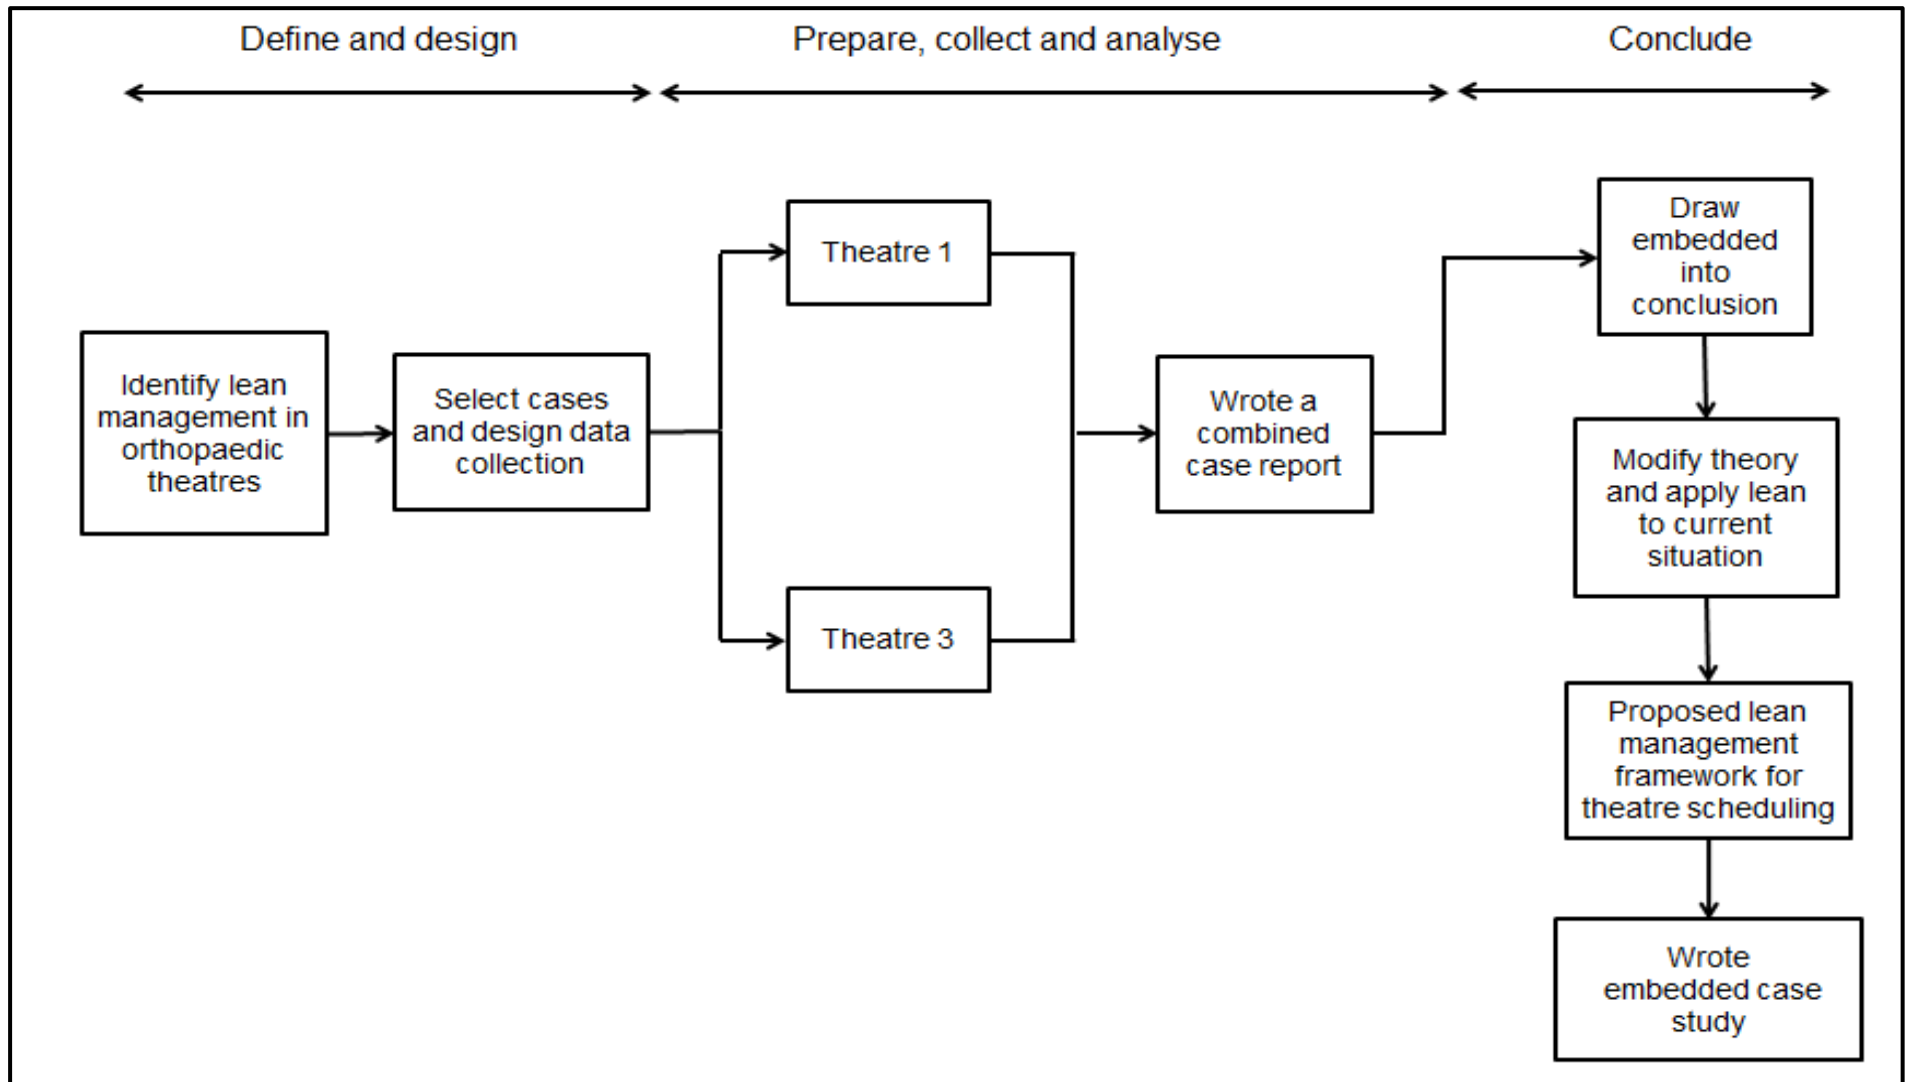 Define and design
Prepare, collect and analyse
Conclude
Identify lean
management in
orthopaedic
theatres
Select cases
and design data
collection
Theatre 1
Theatre 3
Wrote a
combined
case report
Draw
embedded
into
conclusion
Modify theory
and apply lean
to current
situation
Proposed lean
management
framework for
theatre scheduling
Wrote
embedded case
study